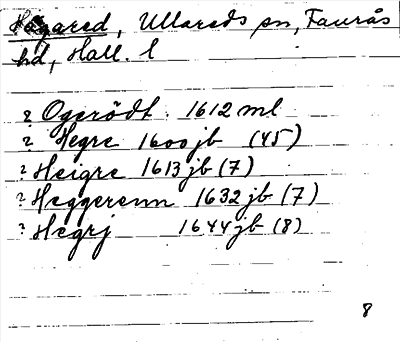 Hägared, Ullareds sn, Faurås
hd, Hall. l
? Ogerödt 1612 ml
? Hegre 1600 jb (45)
? Heigre 1613 jb (7)
? Heggerenn 1632 jb (7)
? Hegrj 1644 jb (8)
8